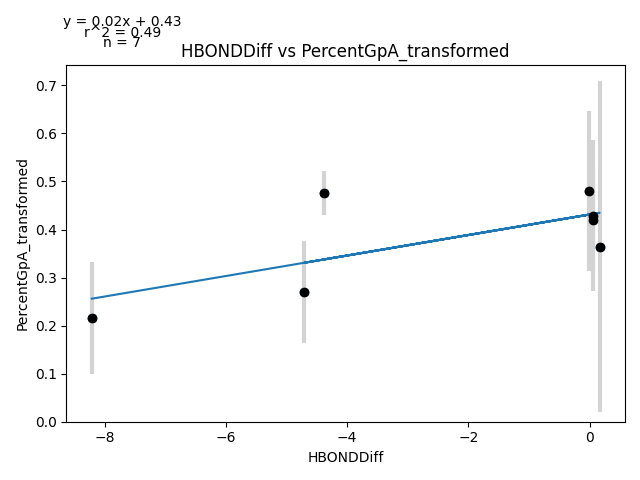 y = 0.02x + 0.43
r^2 = 0.49
n = 7
HBONDDiff vs PercentGpA_transformed
PercentGpA_transformed
0.7
0.6
0.5
0.4
0.3
0.2
0.1
0.0
−8
−6
−4
−2
0
HBONDDiff